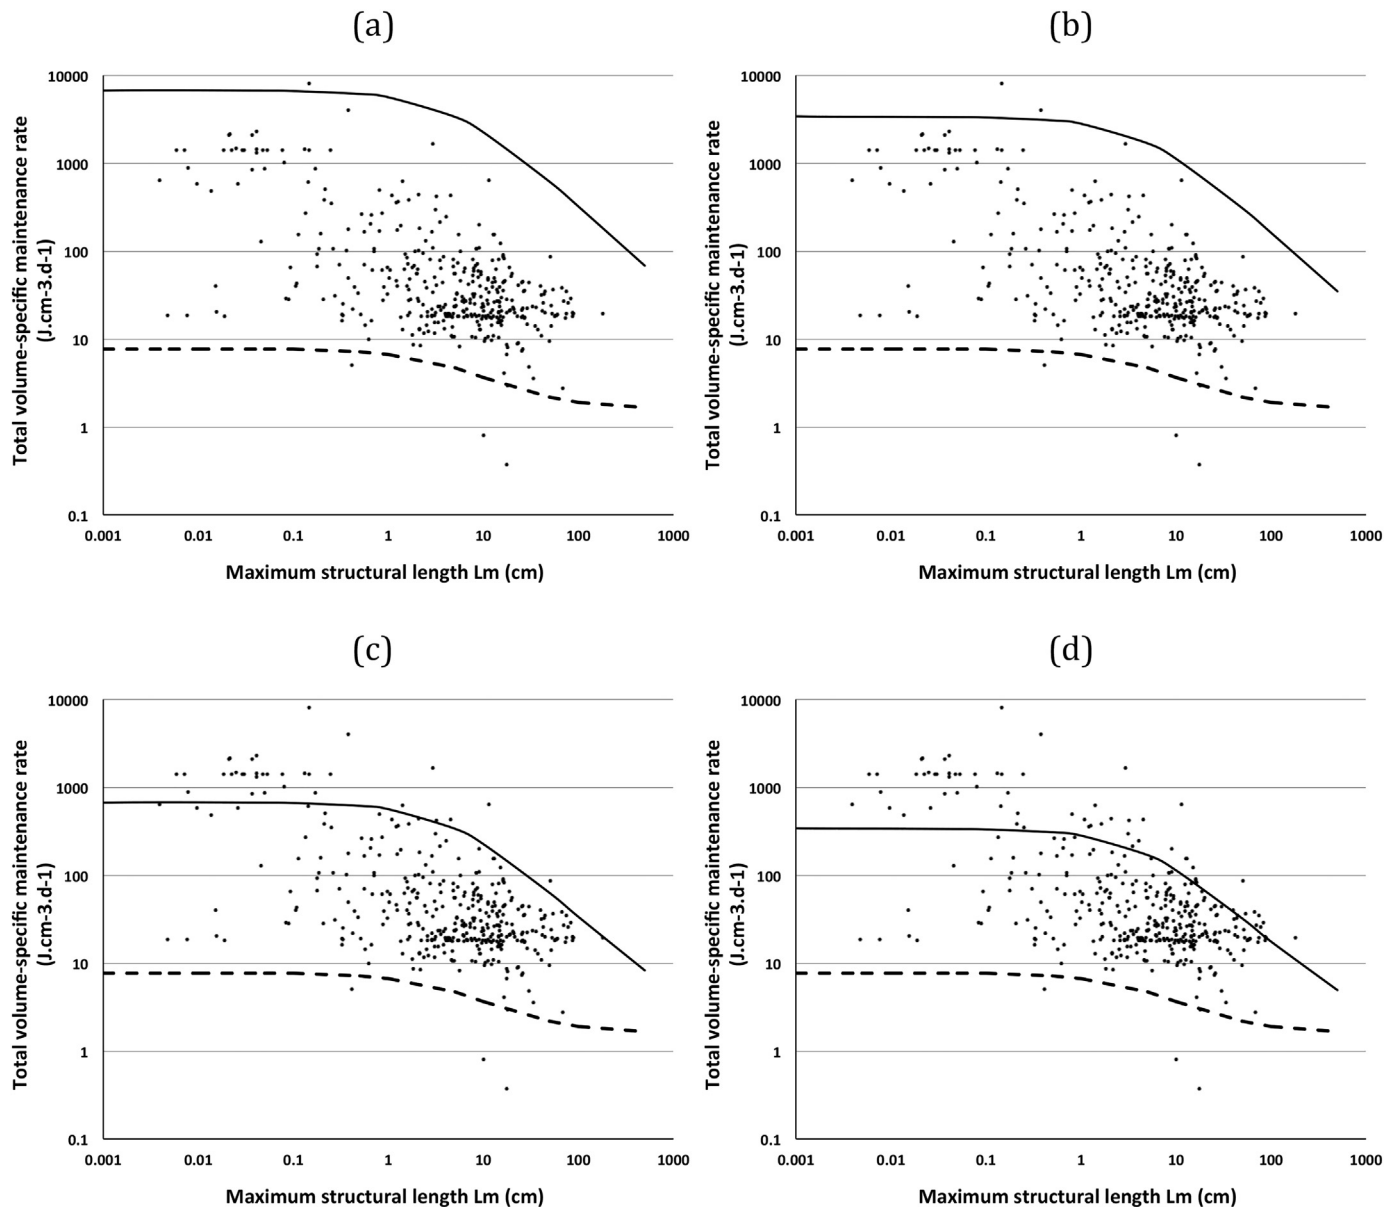 (a)
10000
1000
100
10
1
0.1
0.001 0.01 0.1 1 10 100 1000
Total volume-specific maintenance rate
(J.cm-3.d-1)
Maximum structural length Lm (cm)
(b)
10000
1000
100
10
1
0.1
0.001 0.01 0.1 1 10 100 1000
Total volume-specific maintenance rate
(J.cm-3.d-1)
Maximum structural length Lm (cm)
(c)
10000
1000
100
10
1
0.1
0.001 0.01 0.1 1 10 100 1000
Total volume-specific maintenance rate
(J.cm-3.d-1)
Maximum structural length Lm (cm)
(d)
10000
1000
100
10
1
0.1
0.001 0.01 0.1 1 10 100 1000
Total volume-specific maintenance rate
(J.cm-3.d-1)
Maximum structural length Lm (cm)